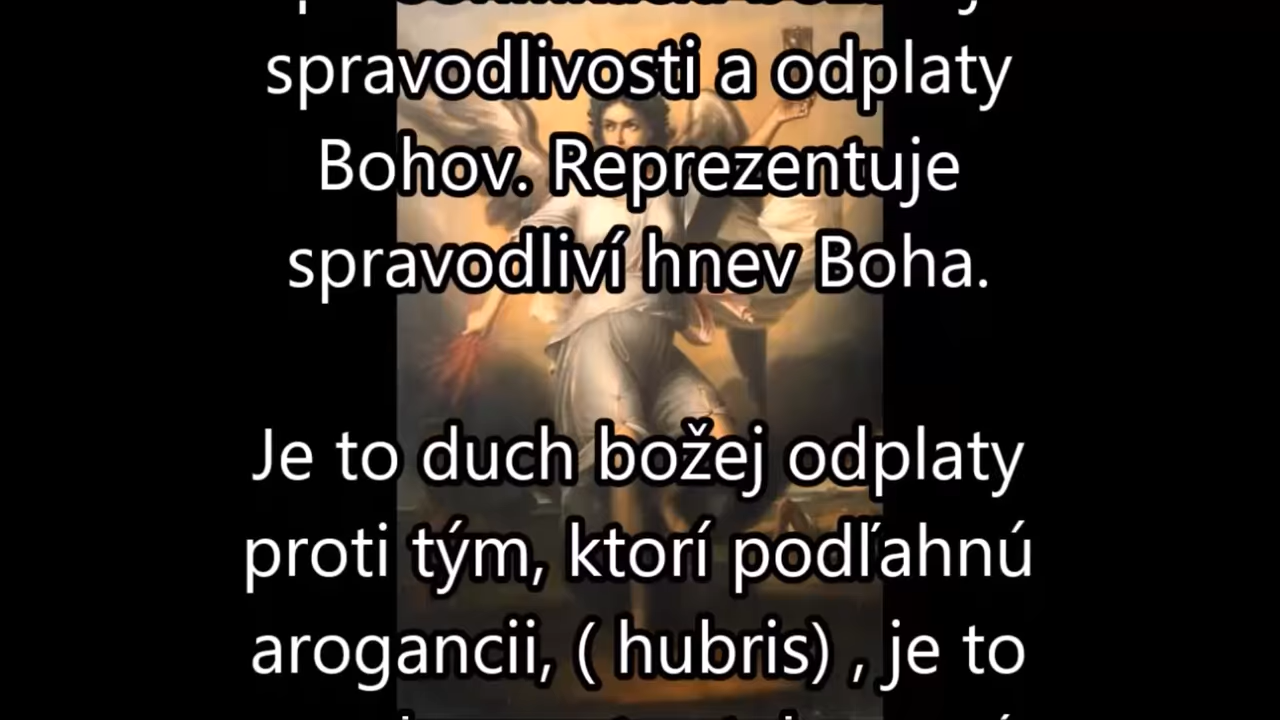 spravodlivosti a odplaty
Bohov. Reprezentuje
spravodliví hnev Boha.
Je to duch božej odplaty
proti tým, ktorí podľahnú
arogancii, ( hubris) , je to